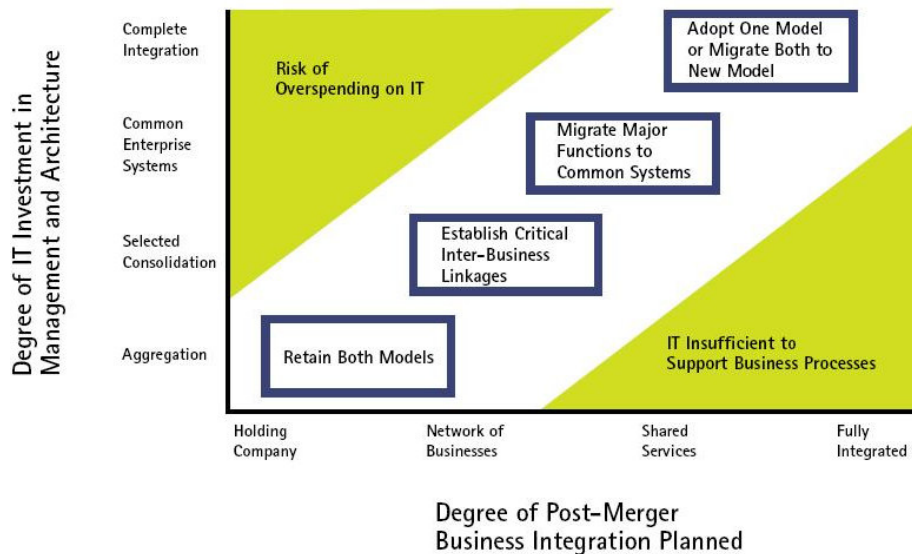 Degree of IT Investment in
Management and Architecture
Complete
Integration
Common
Enterprise
Systems
Selected
Consolidation
Aggregation
Risk of
Overspending on IT
Adopt One Model
or Migrate Both to
New Model
Migrate Major
Functions to
Common Systems
Establish Critical
Inter-Business
Linkages
Retain Both Models
IT Insufficient to
Support Business Processes
Holding
Company
Network of
Businesses
Shared
Services
Fully
Integrated
Degree of Post-Merger
Business Integration Planned